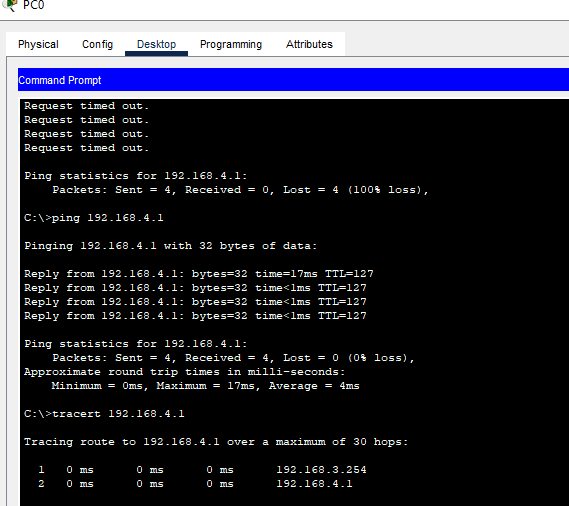 PC0
Physical Config Desktop Programming Attributes
Command Prompt
Request timed out.
Request timed out.
Request timed out.
Request timed out.
Ping statistics for 192.168.4.1:
Packets: Sent = 4, Received = 0, Lost = 4 (100% loss),
C:\>ping 192.168.4.1
Pinging 192.168.4.1 with 32 bytes of data:
Reply from 192.168.4.1: bytes=32 time=17ms TTL=127
Reply from 192.168.4.1: bytes=32 time<1ms TTL=127
Reply from 192.168.4.1: bytes=32 time<1ms TTL=127
Reply from 192.168.4.1: bytes=32 time<1ms TTL=127
Ping statistics for 192.168.4.1:
Packets: Sent = 4, Received = 4, Lost = 0 (0% loss),
Approximate round trip times in milli-seconds:
Minimum = 0ms, Maximum = 17ms, Average = 4ms
C:\>tracert 192.168.4.1
Tracing route to 192.168.4.1 over a maximum of 30 hops:
1 0 ms 0 ms 0 ms 192.168.3.254
2 0 ms 0 ms 0 ms 192.168.4.1